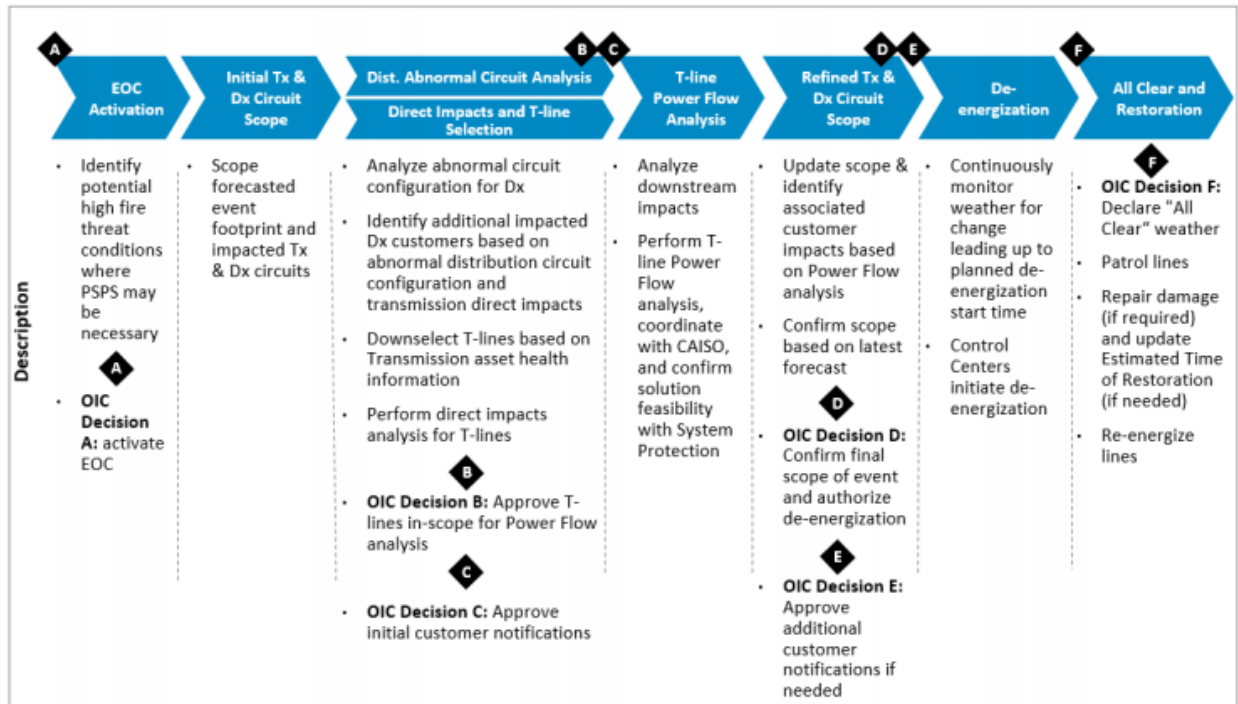 A
B
C
D
E
F
EOC
Activation
Initial Tx &
Dx Circuit
Scope
Dist. Abnormal Circuit Analysis
Direct Impacts and T-line
Selection
T-line
Power Flow
Analysis
Refined Tx &
Dx Circuit
Scope
De-
energization
All Clear and
Restoration
Description
• Identify
potential
high fire
threat
conditions
where
PSPS may
be
necessary
A
• OIC
Decision
A: activate
EOC
• Scope
forecasted
event
footprint and
impacted Tx
& Dx circuits
• Analyze abnormal circuit
configuration for Dx
• Identify additional impacted
Dx customers based on
abnormal distribution circuit
configuration and
transmission direct impacts
• Downselect T-lines based on
Transmission asset health
information
• Perform direct impacts
analysis for T-lines
B
• OIC Decision B: Approve T-
lines in-scope for Power Flow
analysis
C
• OIC Decision C: Approve
initial customer notifications
• Analyze
downstream
impacts
• Perform T-
line Power
Flow
analysis,
coordinate
with CAISO,
and confirm
solution
feasibility
with System
Protection
• Update scope &
identify
associated
customer
impacts based
on Power Flow
analysis
• Confirm scope
based on latest
forecast
D
• OIC Decision D:
Confirm final
scope of event
and authorize
de-energization
E
• OIC Decision E:
Approve
additional
customer
notifications if
needed
• Continuously
monitor
weather for
change
leading up to
planned de-
energization
start time
• Control
Centers
initiate de-
energization
F
• OIC Decision F:
Declare "All
Clear" weather
• Patrol lines
• Repair damage
(if required)
and update
Estimated Time
of Restoration
(if needed)
• Re-energize
lines